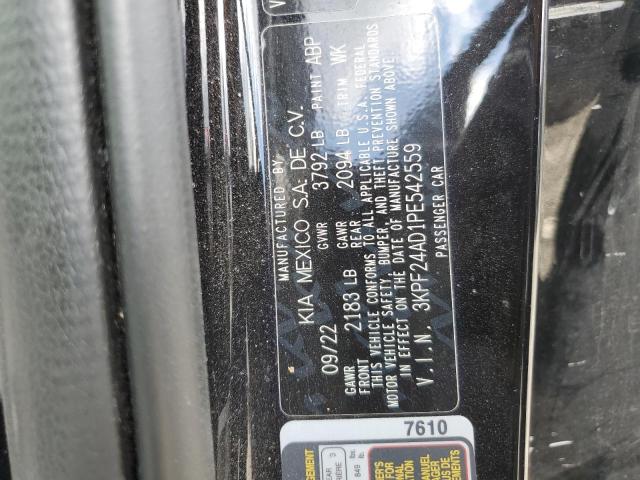 MANUFACTURED BY
KIA MEXICO S.A. DE C.V.
09/22 GVWR 3792 LB PAINT ABP
GAWR FRONT 2183 LB GAWR REAR 2094 LB TRIM WK
THIS VEHICLE CONFORMS TO ALL APPLICABLE U.S.A. FEDERAL
MOTOR VEHICLE SAFETY, BUMPER, AND THEFT PREVENTION STANDARDS
IN EFFECT ON THE DATE OF MANUFACTURE SHOWN ABOVE
V.I.N. 3KPF24AD1PE542559
PASSENGER CAR
7610